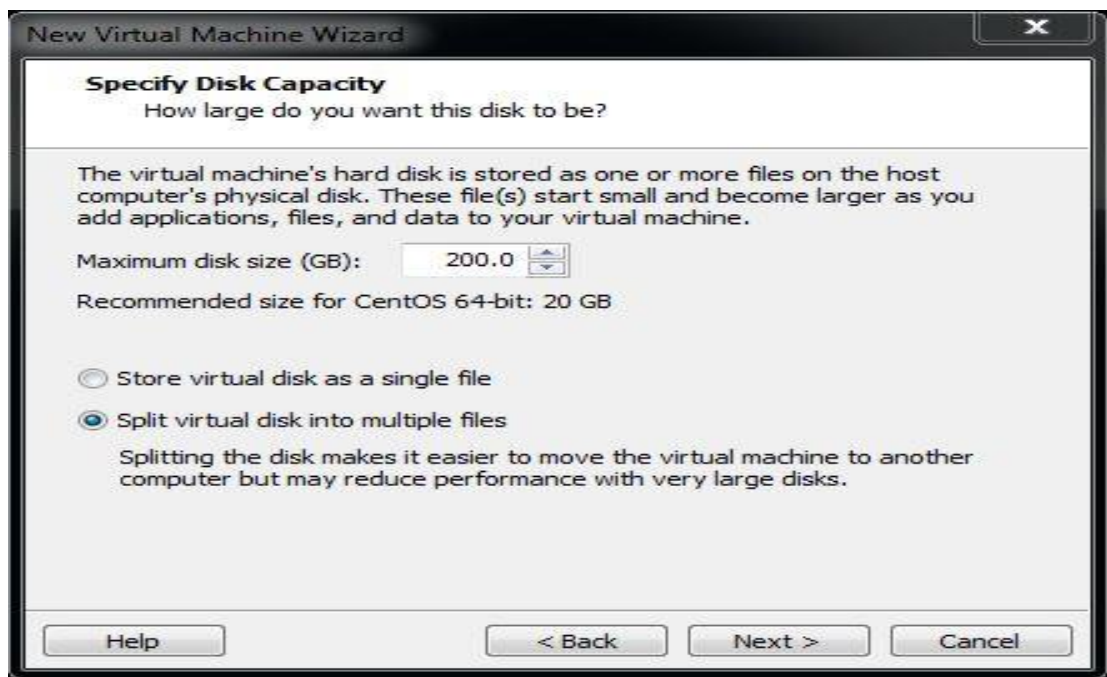 New Virtual Machine Wizard
Specify Disk Capacity
How large do you want this disk to be?
The virtual machine's hard disk is stored as one or more files on the host
computer's physical disk. These file(s) start small and become larger as you
add applications, files, and data to your virtual machine.
Maximum disk size (GB): 200.0
Recommended size for CentOS 64-bit: 20 GB
Store virtual disk as a single file
Split virtual disk into multiple files
Splitting the disk makes it easier to move the virtual machine to another
computer but may reduce performance with very large disks.
Help < Back Next > Cancel